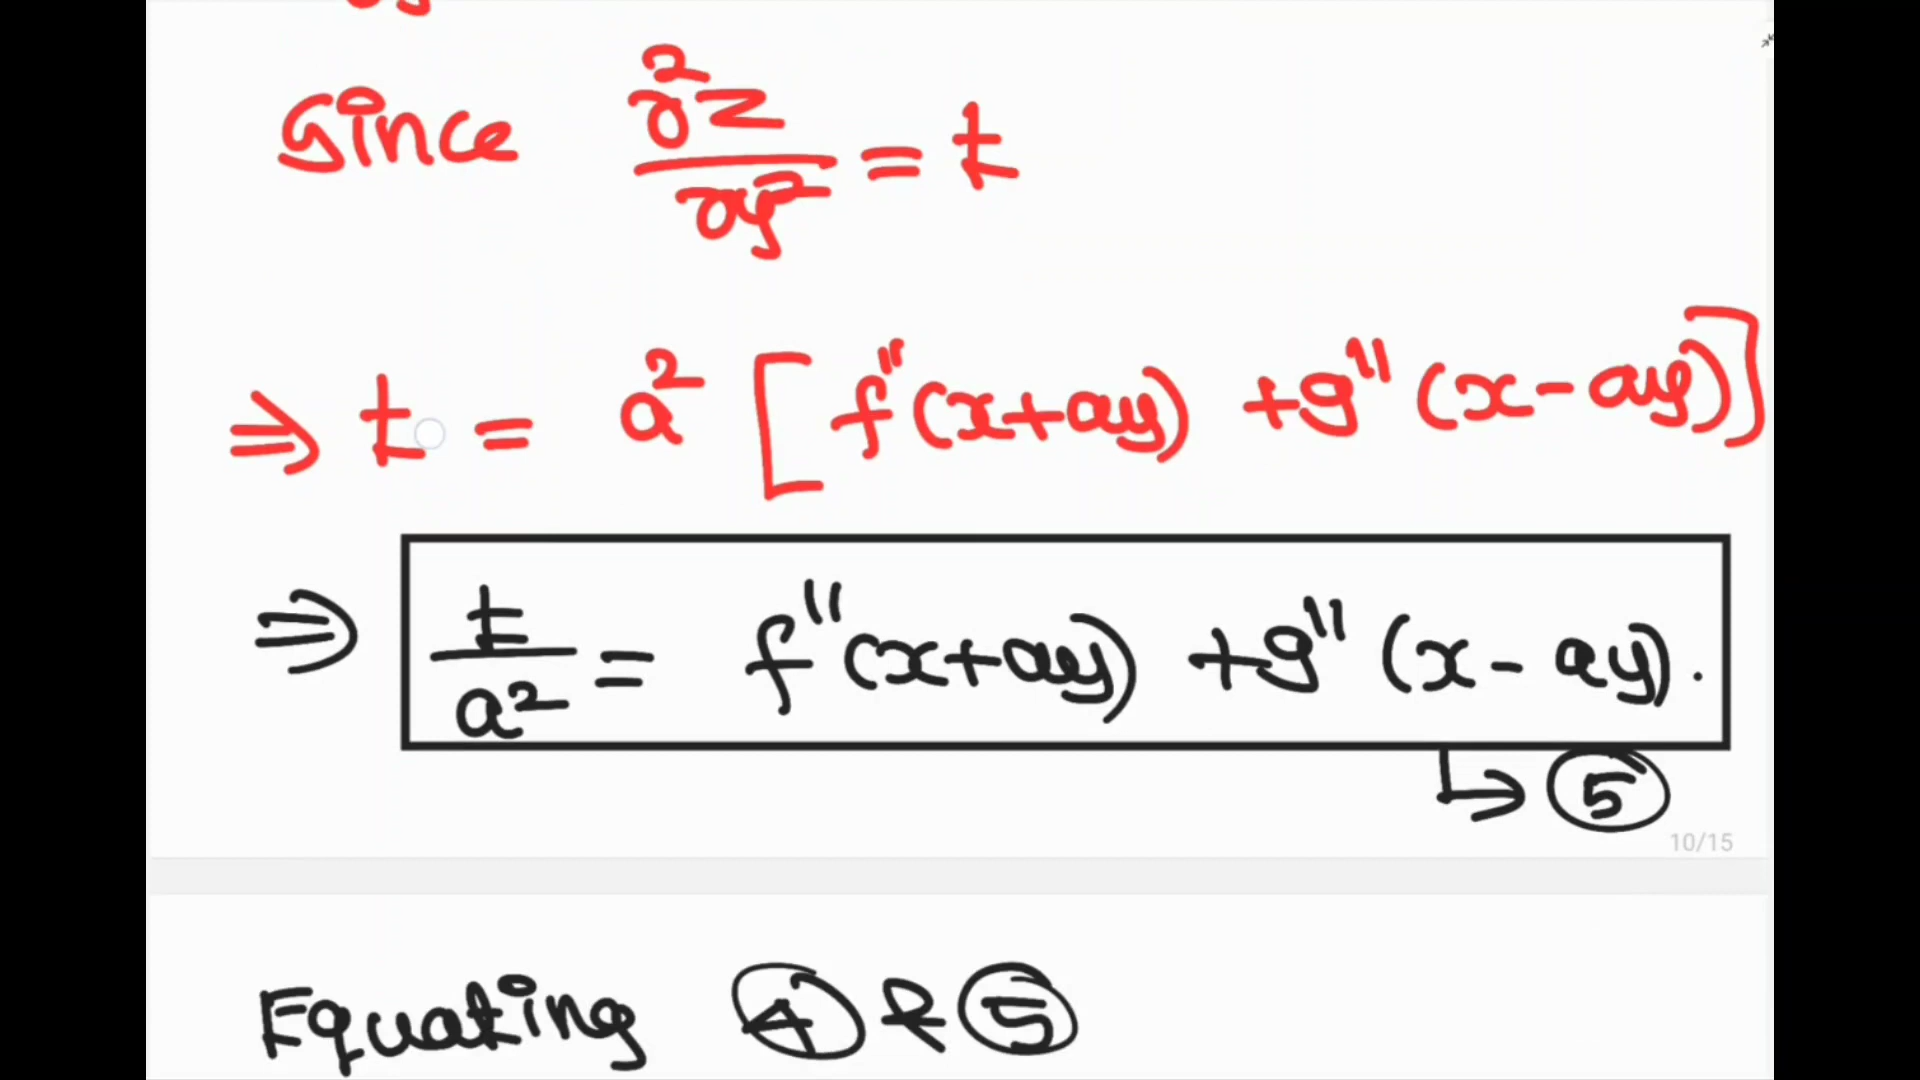 Since ∂²z/∂y² = t
⇒ t = a² [f''(x+ay) +g''(x-ay)]
⇒ t/a² = f''(x+ay) +g''(x-ay).
↳ 5
10/15
Equating 4 & 5